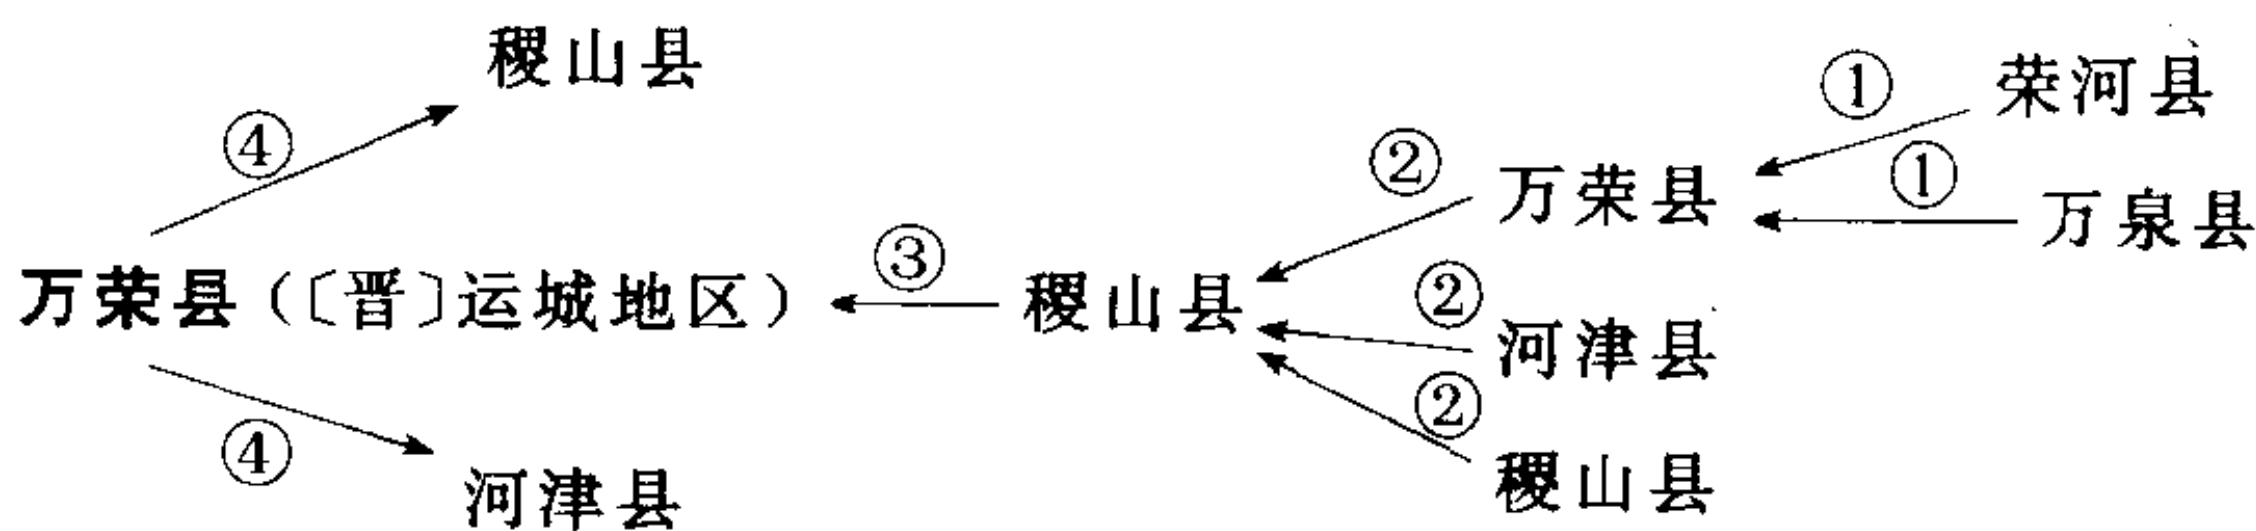 稷山县
① 荣河县
④
② 万荣县
① 万泉县
万荣县（〔晋〕运城地区）
③ 稷山县
② 河津县
②
④
河津县
稷山县